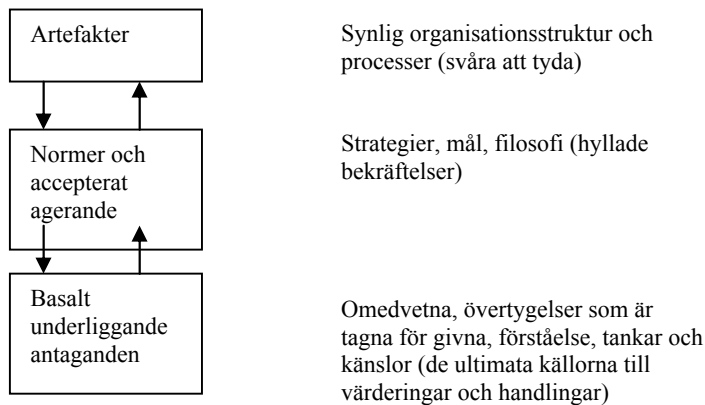 Artefakter
Synlig organisationsstruktur och
processer (svåra att tyda)
Normer och
accepterat
agerande
Strategier, mål, filosofi (hyllade
bekräftelser)
Basalt
underliggande
antaganden
Omedvetna, övertygelser som är
tagna för givna, förståelse, tankar och
känslor (de ultimata källorna till
värderingar och handlingar)